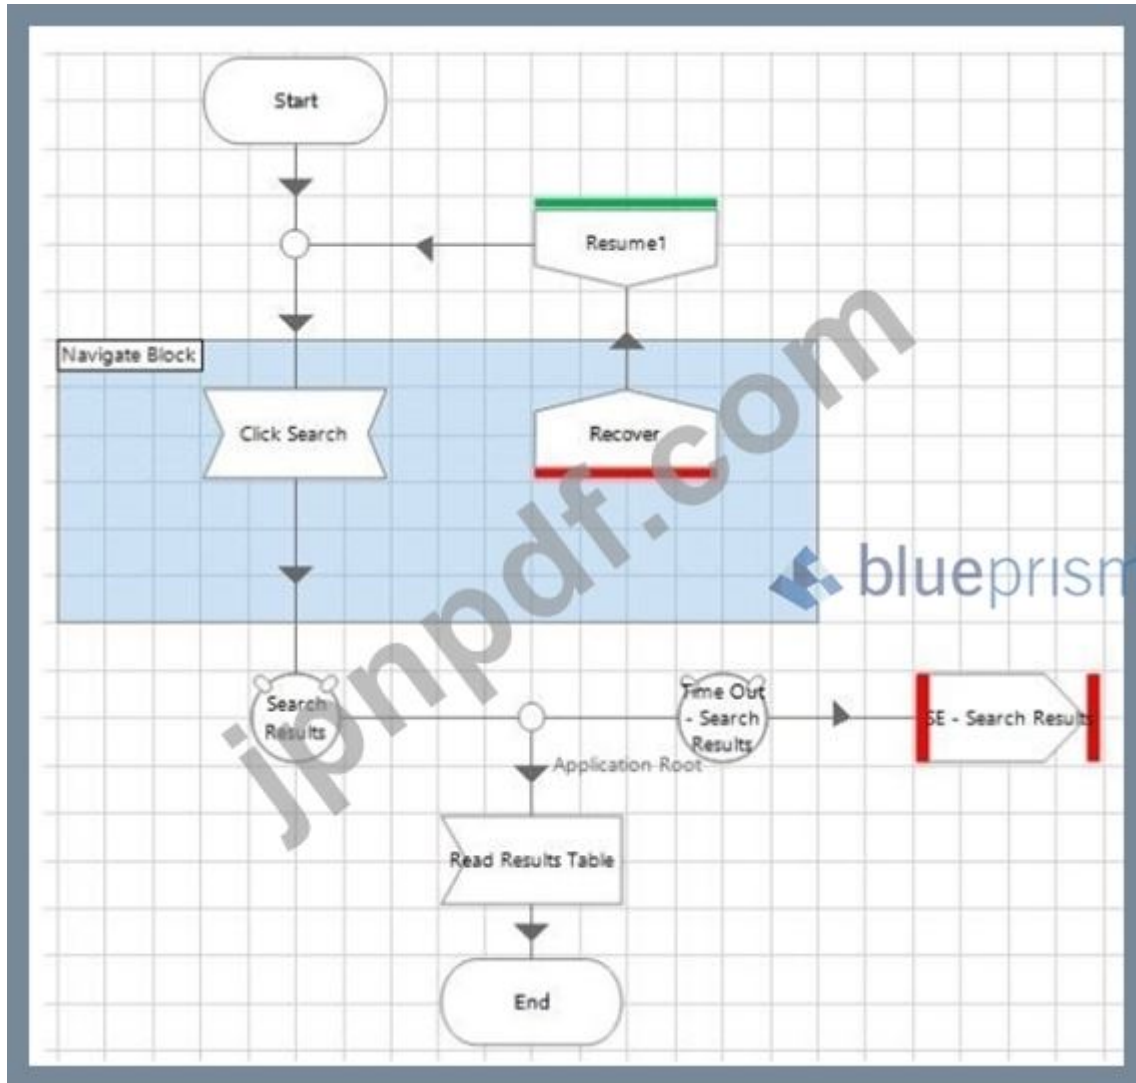 Start
Resume1
Navigate Block
Click Search
Recover
blueprism
Search
Results
Time Out
- Search
Results
SE - Search Results
Application Root
Read Results Table
End
jpnpdf.com